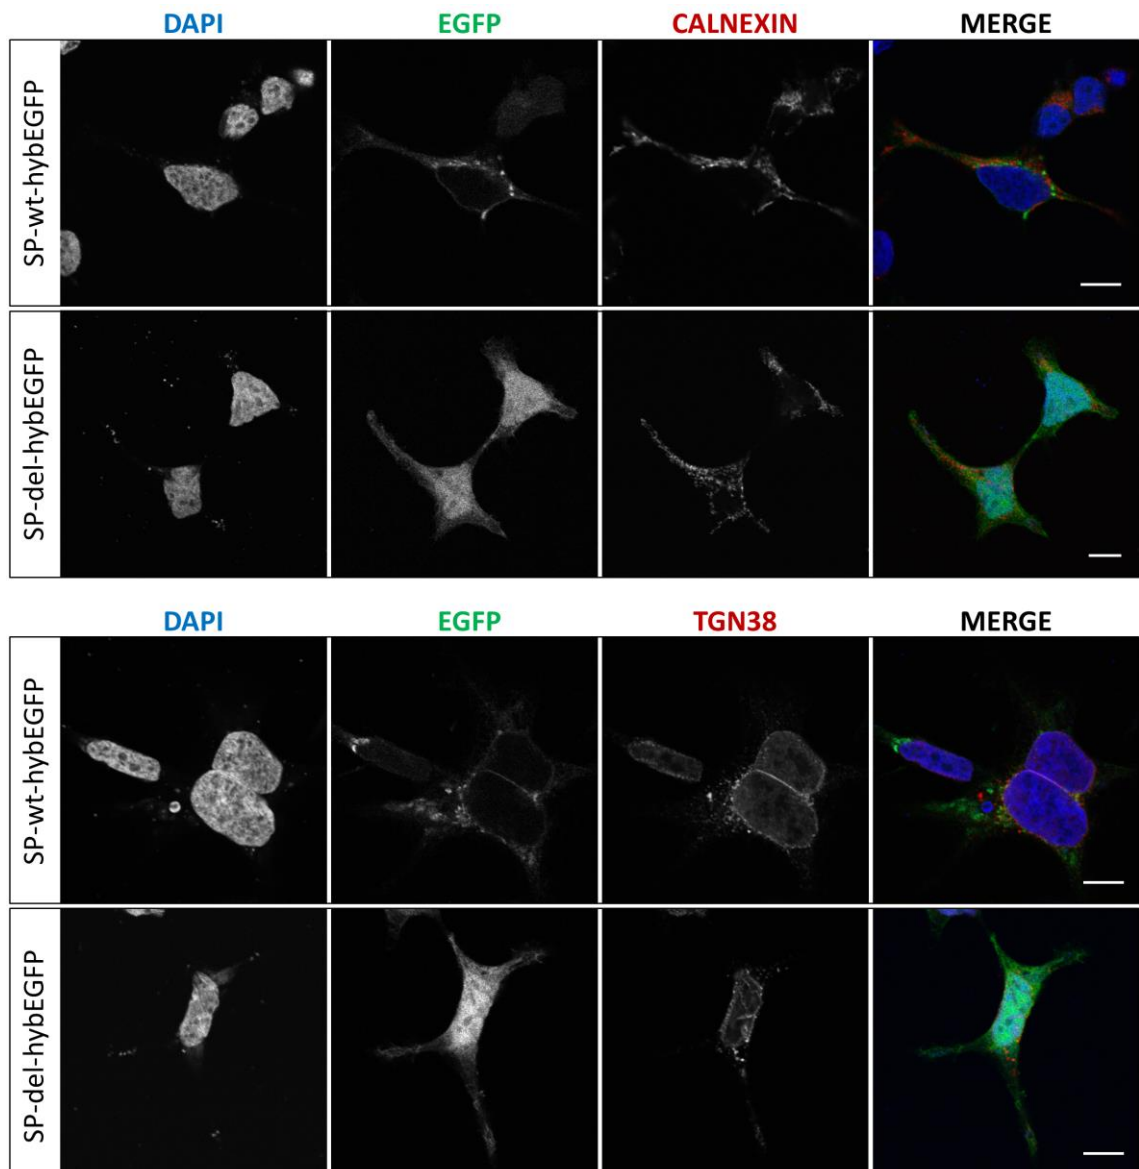 DAPI EGFP CALNEXIN MERGE
SP-wt-hybEGFP
SP-del-hybEGFP
DAPI EGFP TGN38 MERGE
SP-wt-hybEGFP
SP-del-hybEGFP